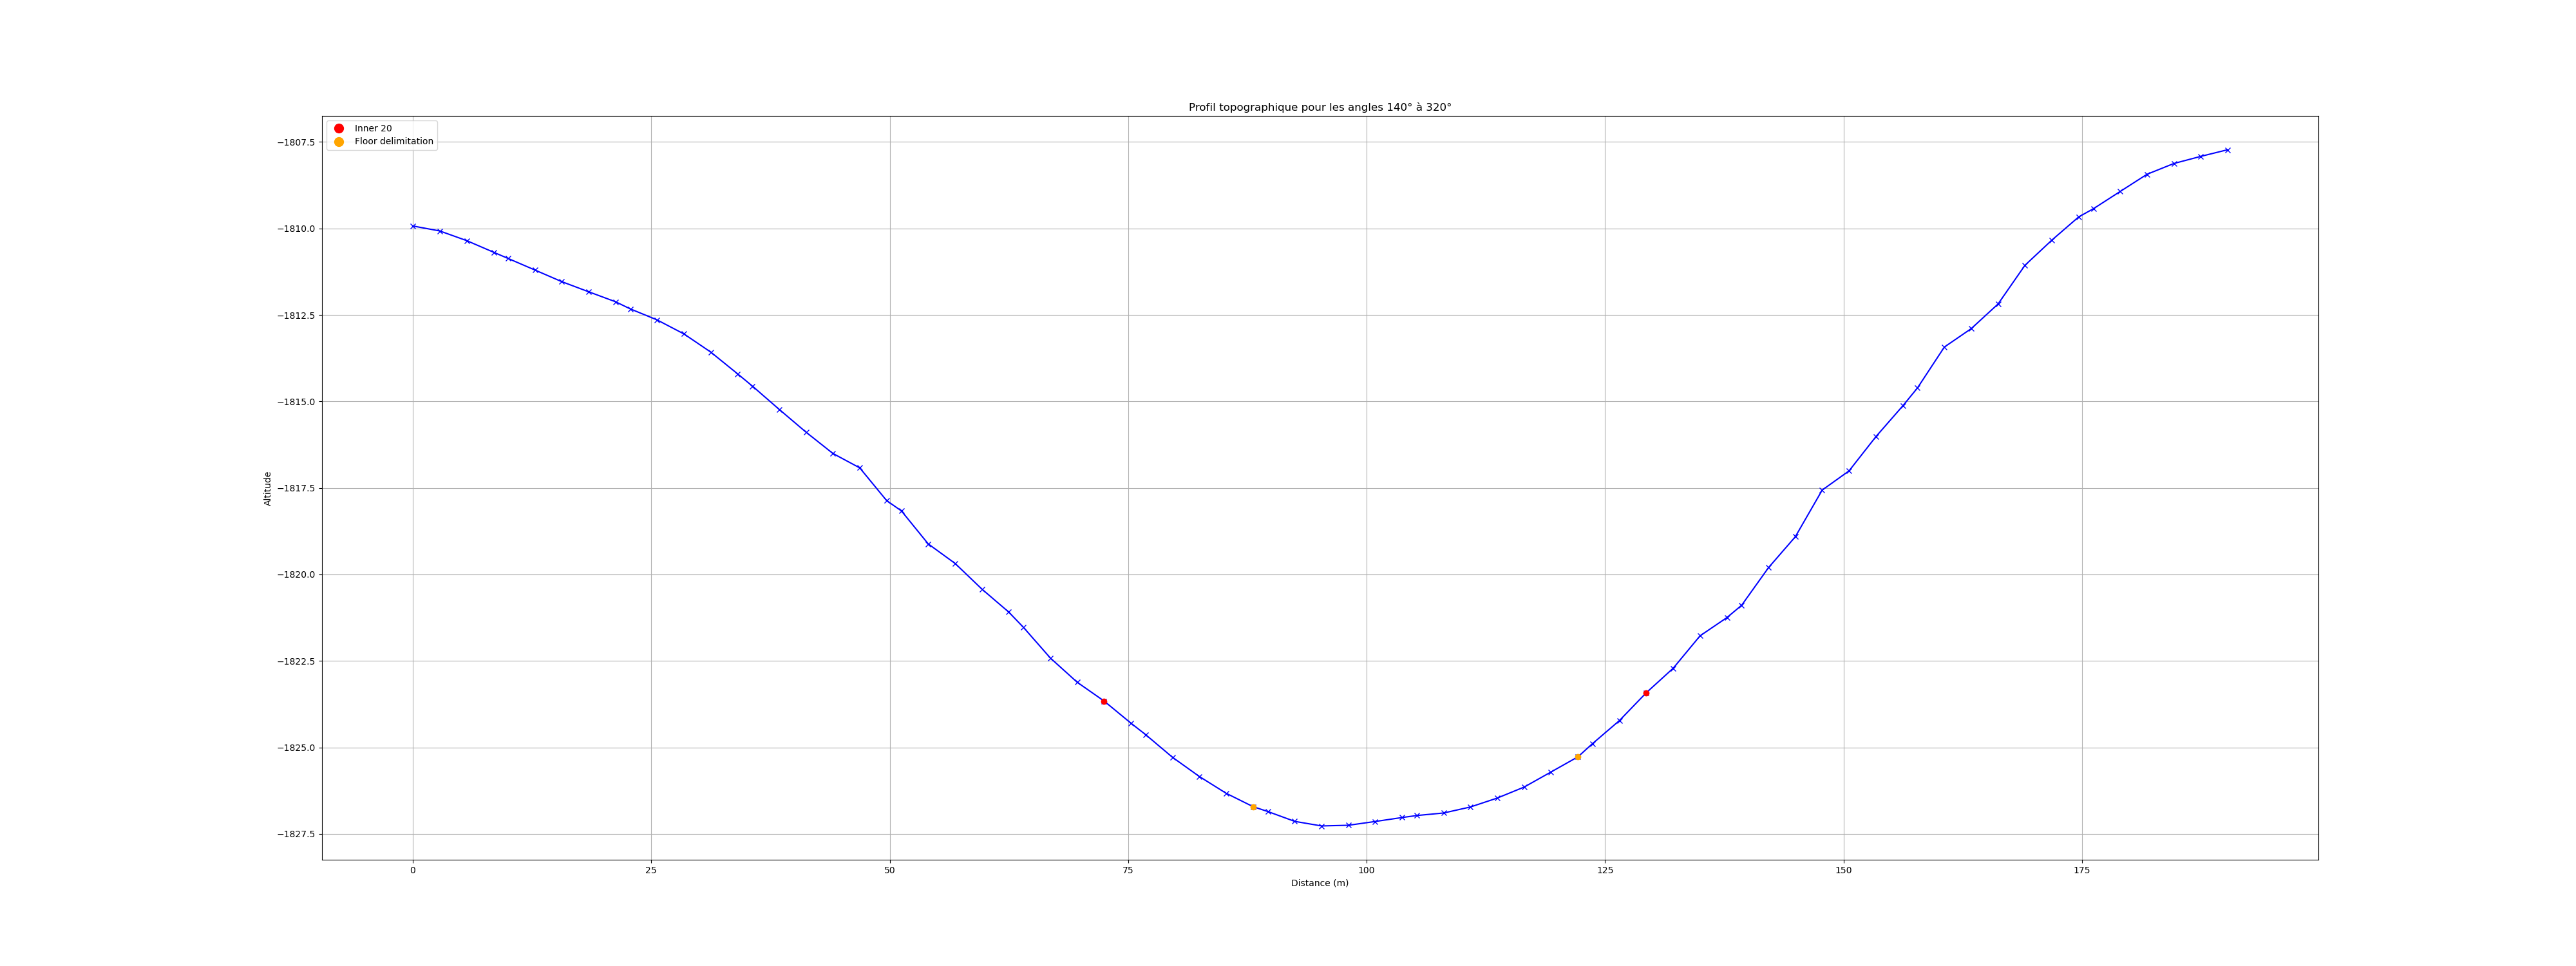 Profil topographique pour les angles 140° à 320°
Inner 20
Floor delimitation
−1807.5
−1810.0
−1812.5
−1815.0
−1817.5
−1820.0
−1822.5
−1825.0
−1827.5
Altitude
0 25 50 75 100 125 150 175
Distance (m)